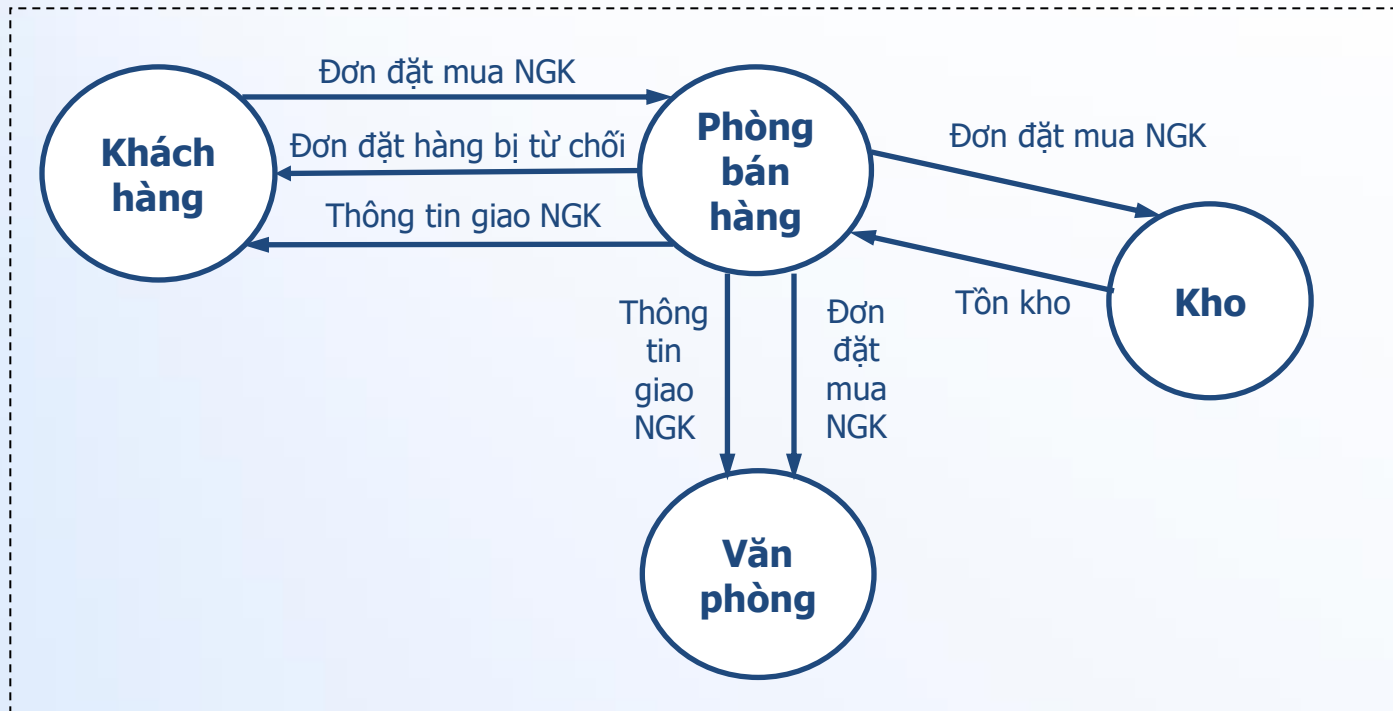 Đơn đặt mua NGK
Khách
hàng
Đơn đặt hàng bị từ chối
Thông tin giao NGK
Phòng
bán
hàng
Đơn đặt mua NGK
Tồn kho
Kho
Thông
tin
giao
NGK
Đơn
đặt
mua
NGK
Văn
phòng